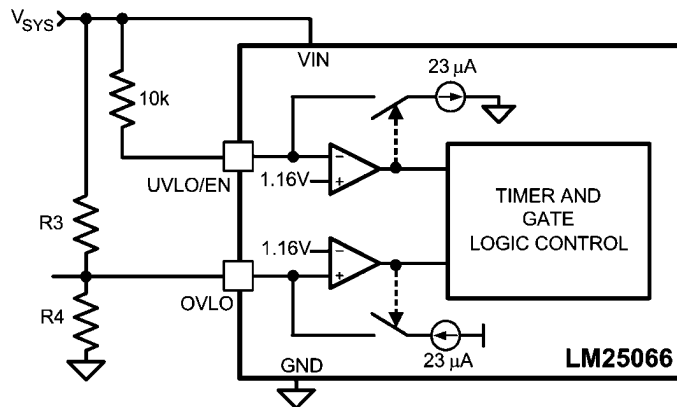 VSYS
VIN
23 μA
10k
UVLO/EN
1.16V
−
+
TIMER AND
GATE
LOGIC CONTROL
R3
1.16V
−
+
OVLO
R4
23 μA
GND
LM25066